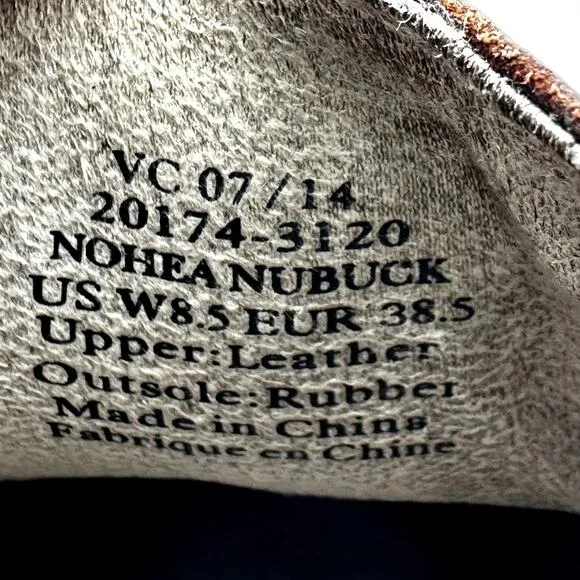 VC 07/14
20174-3120
NOHEA NUBUCK
US W8.5 EUR 38.5
Upper:Leather
Outsole:Rubber
Made in China
Fabrique en Chine